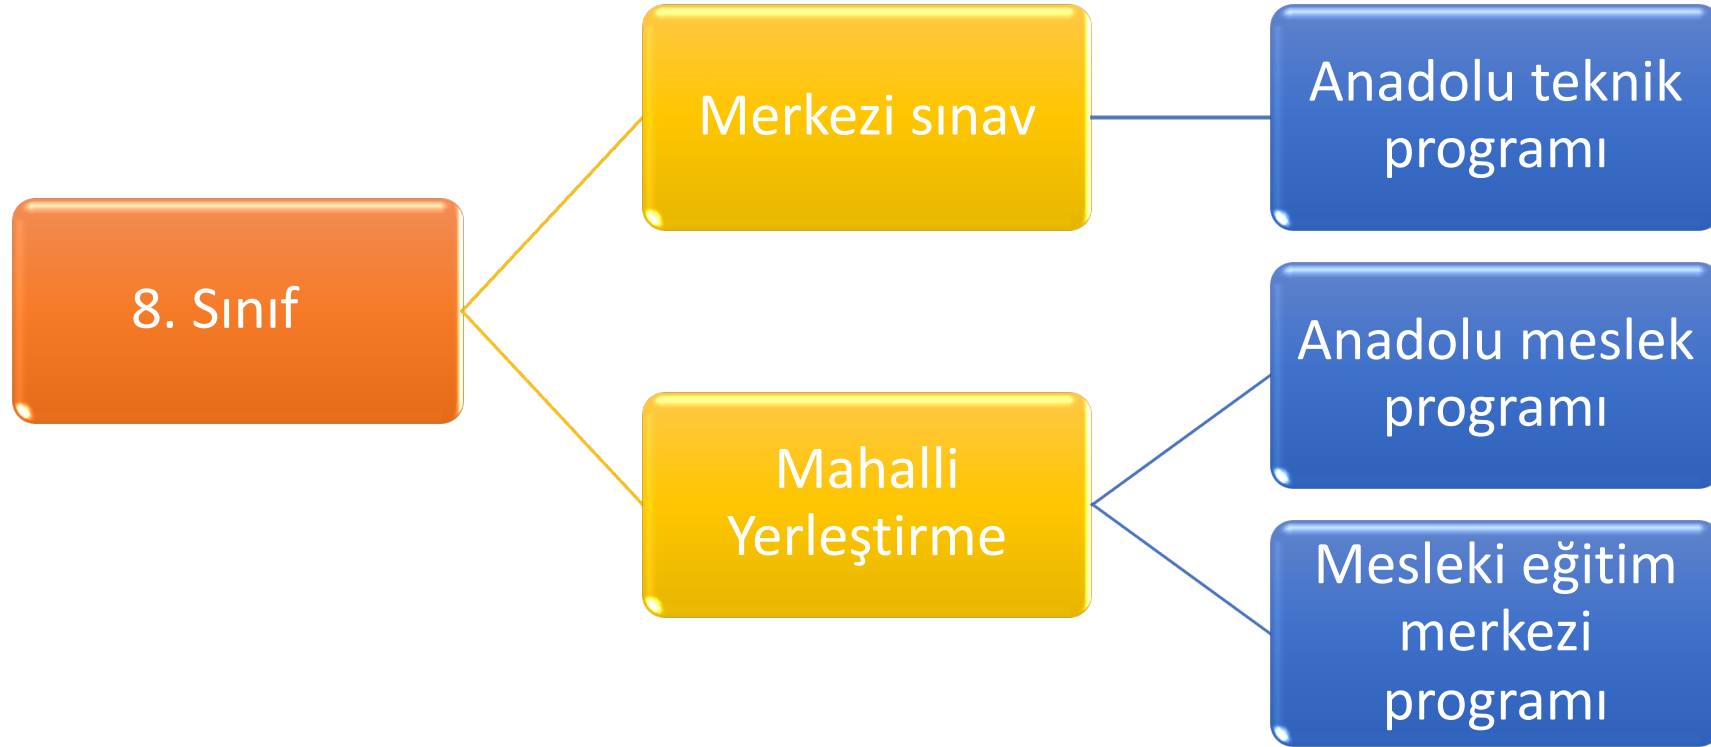 8. Sınıf
Merkezi sınav
Mahalli
Yerleştirme
Anadolu teknik
programı
Anadolu meslek
programı
Mesleki eğitim
merkezi
programı